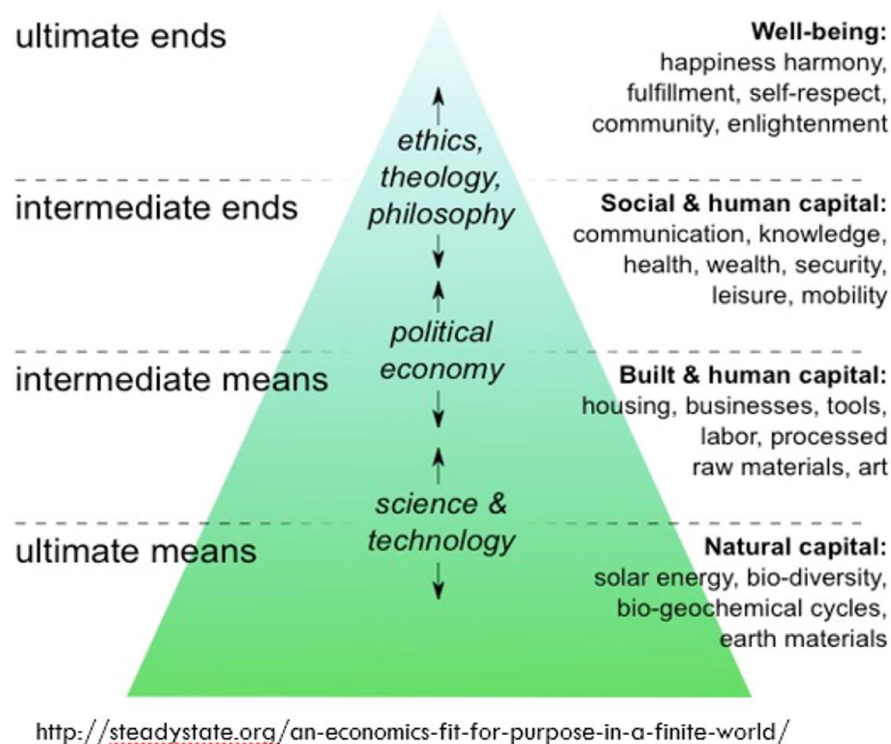 ultimate ends
Well-being:
happiness harmony,
fulfillment, self-respect,
community, enlightenment
ethics,
theology,
philosophy
intermediate ends
Social & human capital:
communication, knowledge,
health, wealth, security,
leisure, mobility
political
economy
intermediate means
Built & human capital:
housing, businesses, tools,
labor, processed
raw materials, art
science &
technology
ultimate means
Natural capital:
solar energy, bio-diversity,
bio-geochemical cycles,
earth materials
http://steadystate.org/an-economics-fit-for-purpose-in-a-finite-world/